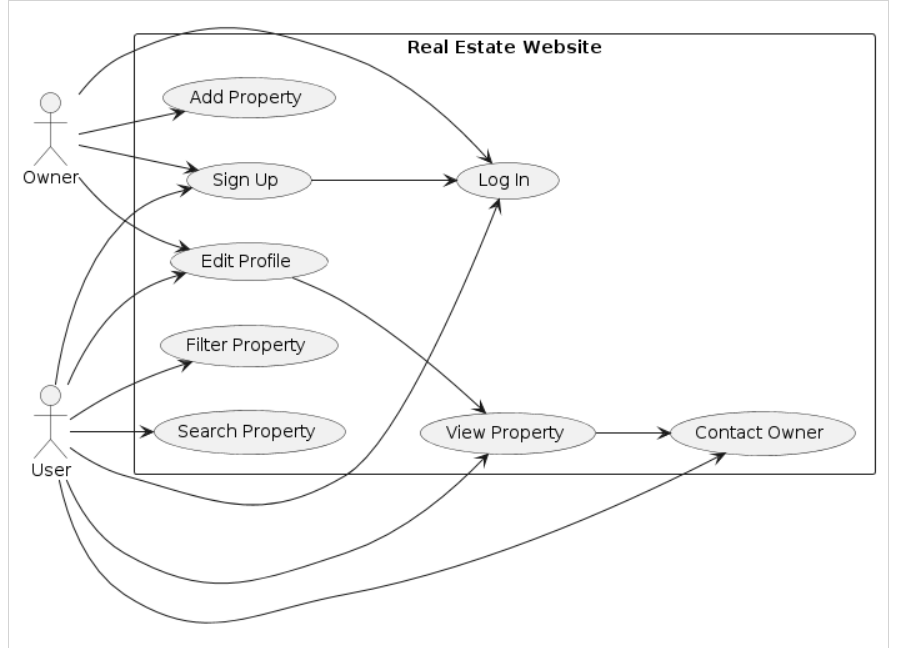 Real Estate Website
Add Property
Owner
Sign Up
Log In
Edit Profile
Filter Property
User
Search Property
View Property
Contact Owner